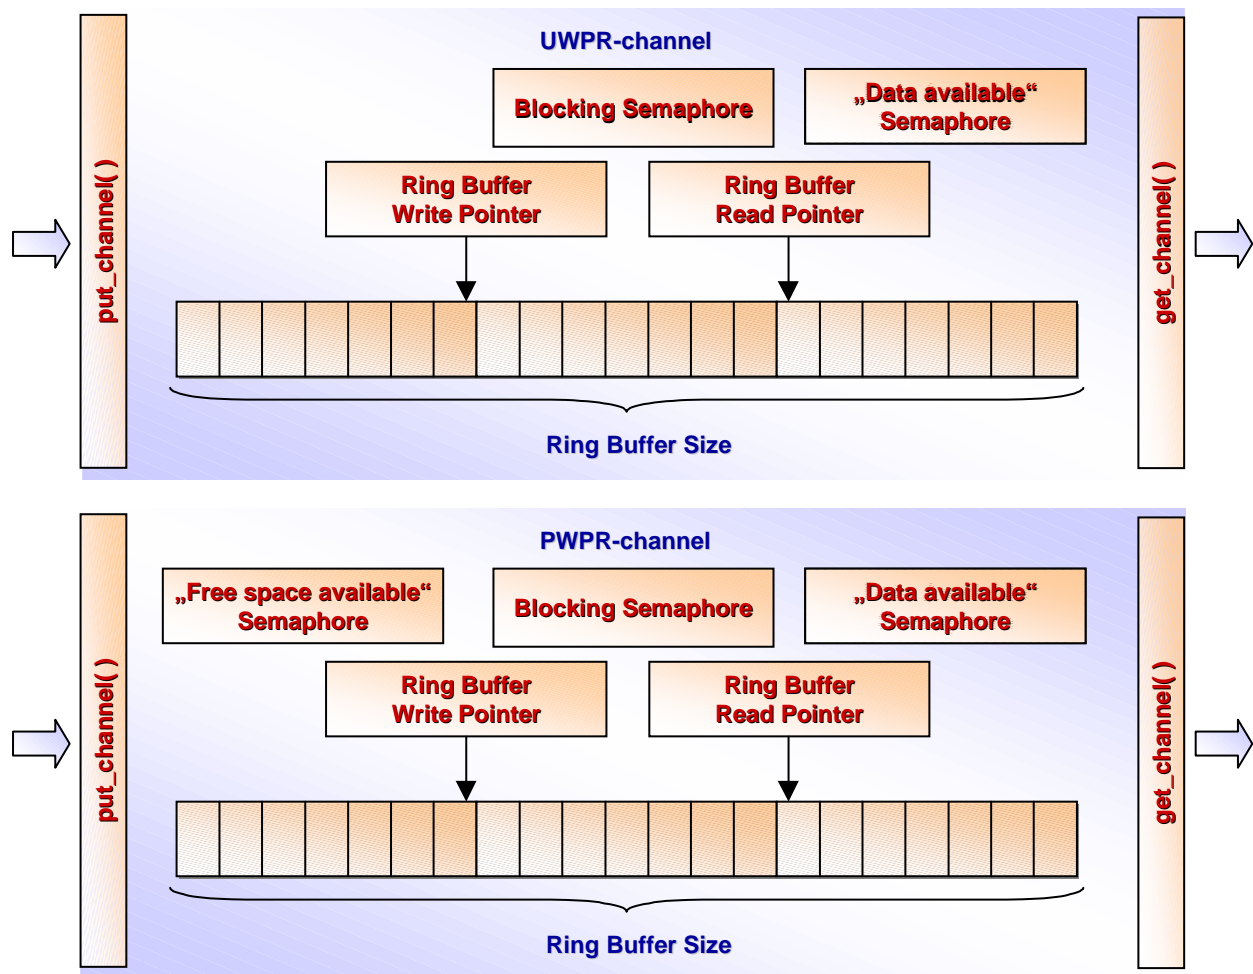 UWPR-channel
Blocking Semaphore
„Data available“
Semaphore
put_channel( )
Ring Buffer
Write Pointer
Ring Buffer
Read Pointer
get_channel( )
Ring Buffer Size
PWPR-channel
„Free space available“
Semaphore
Blocking Semaphore
„Data available“
Semaphore
put_channel( )
Ring Buffer
Write Pointer
Ring Buffer
Read Pointer
get_channel( )
Ring Buffer Size